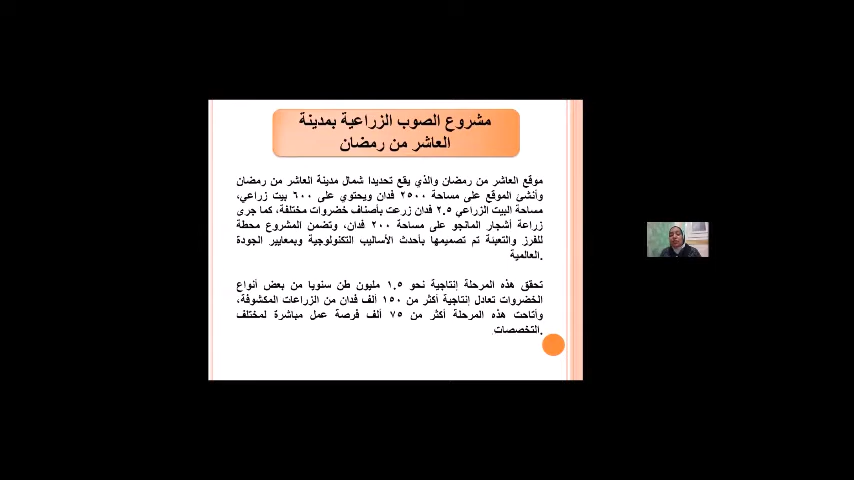 مشروع الصوب الزراعية بمدينة
العاشر من رمضان
موقع العاشر من رمضان والذي يقع تحديدا شمال مدينة العاشر من رمضان
وأنشئ الموقع على مساحة ٢٥٠٠ فدان ويحتوي على ٦٠٠ بيت زراعي،
مساحة البيت الزراعي ٢.٥ فدان زرعت بأصناف خضروات مختلفة، كما جرى
زراعة أشجار المانجو على مساحة ٢٠٠ فدان، وتضمن المشروع محطة
للفرز والتعبئة تم تصميمها بأحدث الأساليب التكنولوجية وبمعايير الجودة
.العالمية
تحقق هذه المرحلة إنتاجية نحو ١.٥ مليون طن سنويا من بعض أنواع
الخضروات تعادل إنتاجية أكثر من ١٥٠ ألف فدان من الزراعات المكشوفة،
وأتاحت هذه المرحلة أكثر من ٧٥ ألف فرصة عمل مباشرة لمختلف
.التخصصات